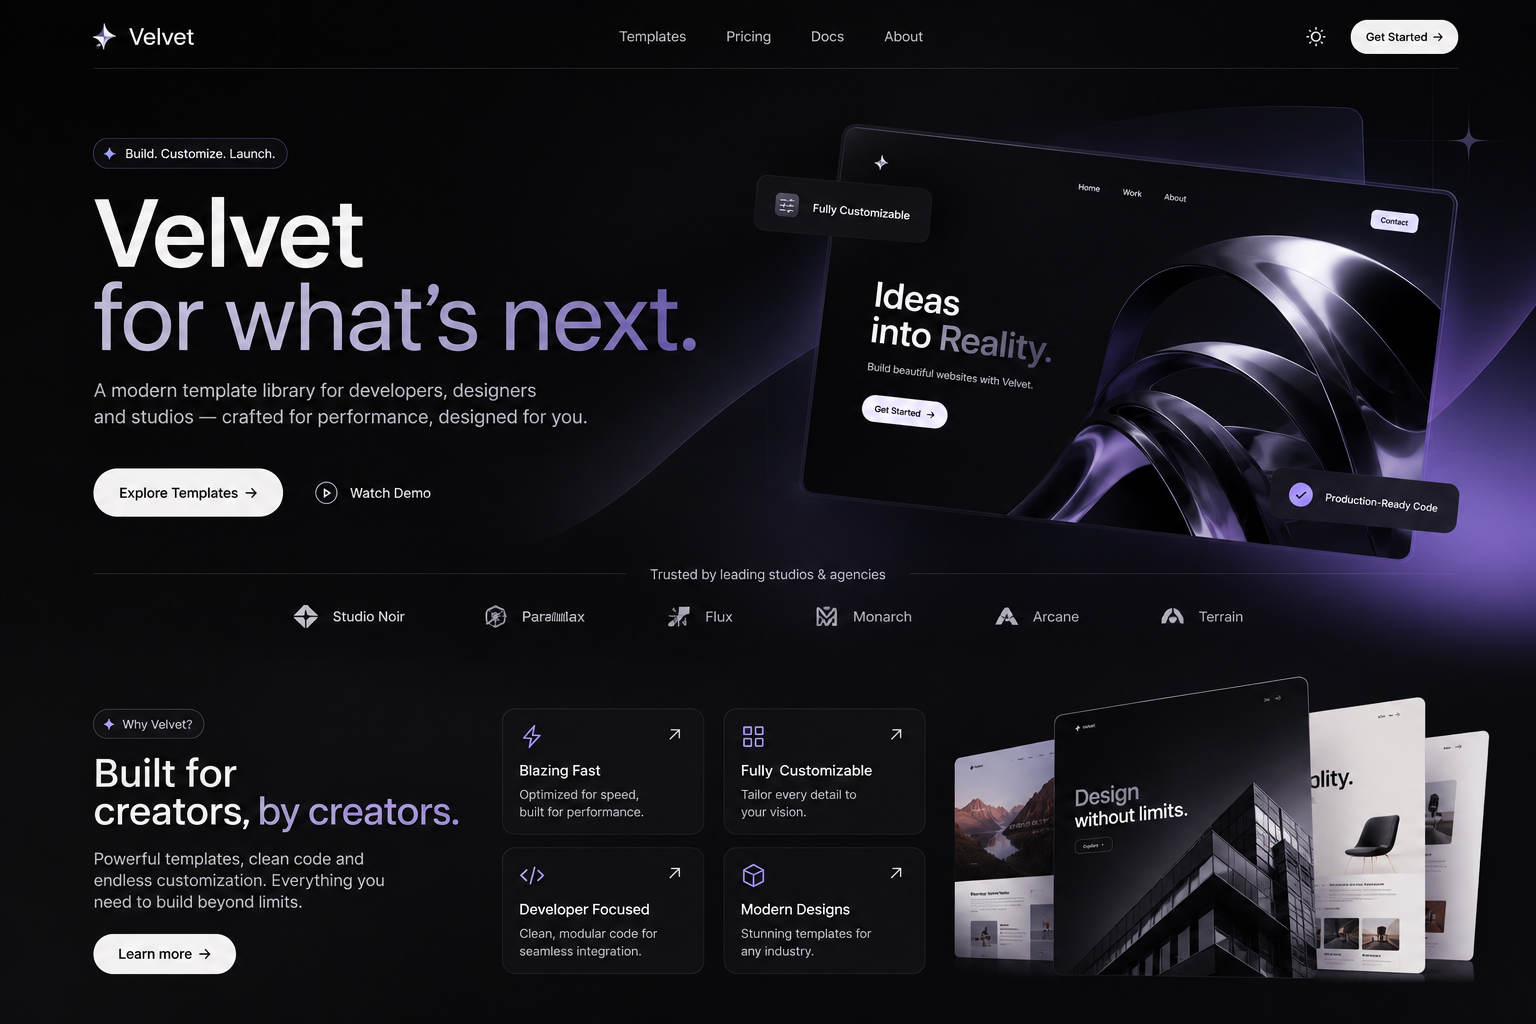 Velvet
Templates
Pricing
Docs
About
Get Started →
Build. Customize. Launch.
Velvet
for what's next.
A modern template library for developers, designers
and studios — crafted for performance, designed for you.
Explore Templates →
Watch Demo
Fully Customizable
Home
Work
About
Contact
Ideas
into Reality.
Build beautiful websites with Velvet.
Get Started →
Production-Ready Code
Trusted by leading studios & agencies
Studio Noir
Flux
Monarch
Arcane
Terrain
Why Velvet?
Built for
creators, by creators.
Powerful templates, clean code and
endless customization. Everything you
need to build beyond limits.
Learn more →
Blazing Fast
Optimized for speed,
built for performance.
Fully Customizable
Tailor every detail to
your vision.
Developer Focused
Clean, modular code for
seamless integration.
Modern Designs
Stunning templates for
any industry.
Design
without limits.
plity.